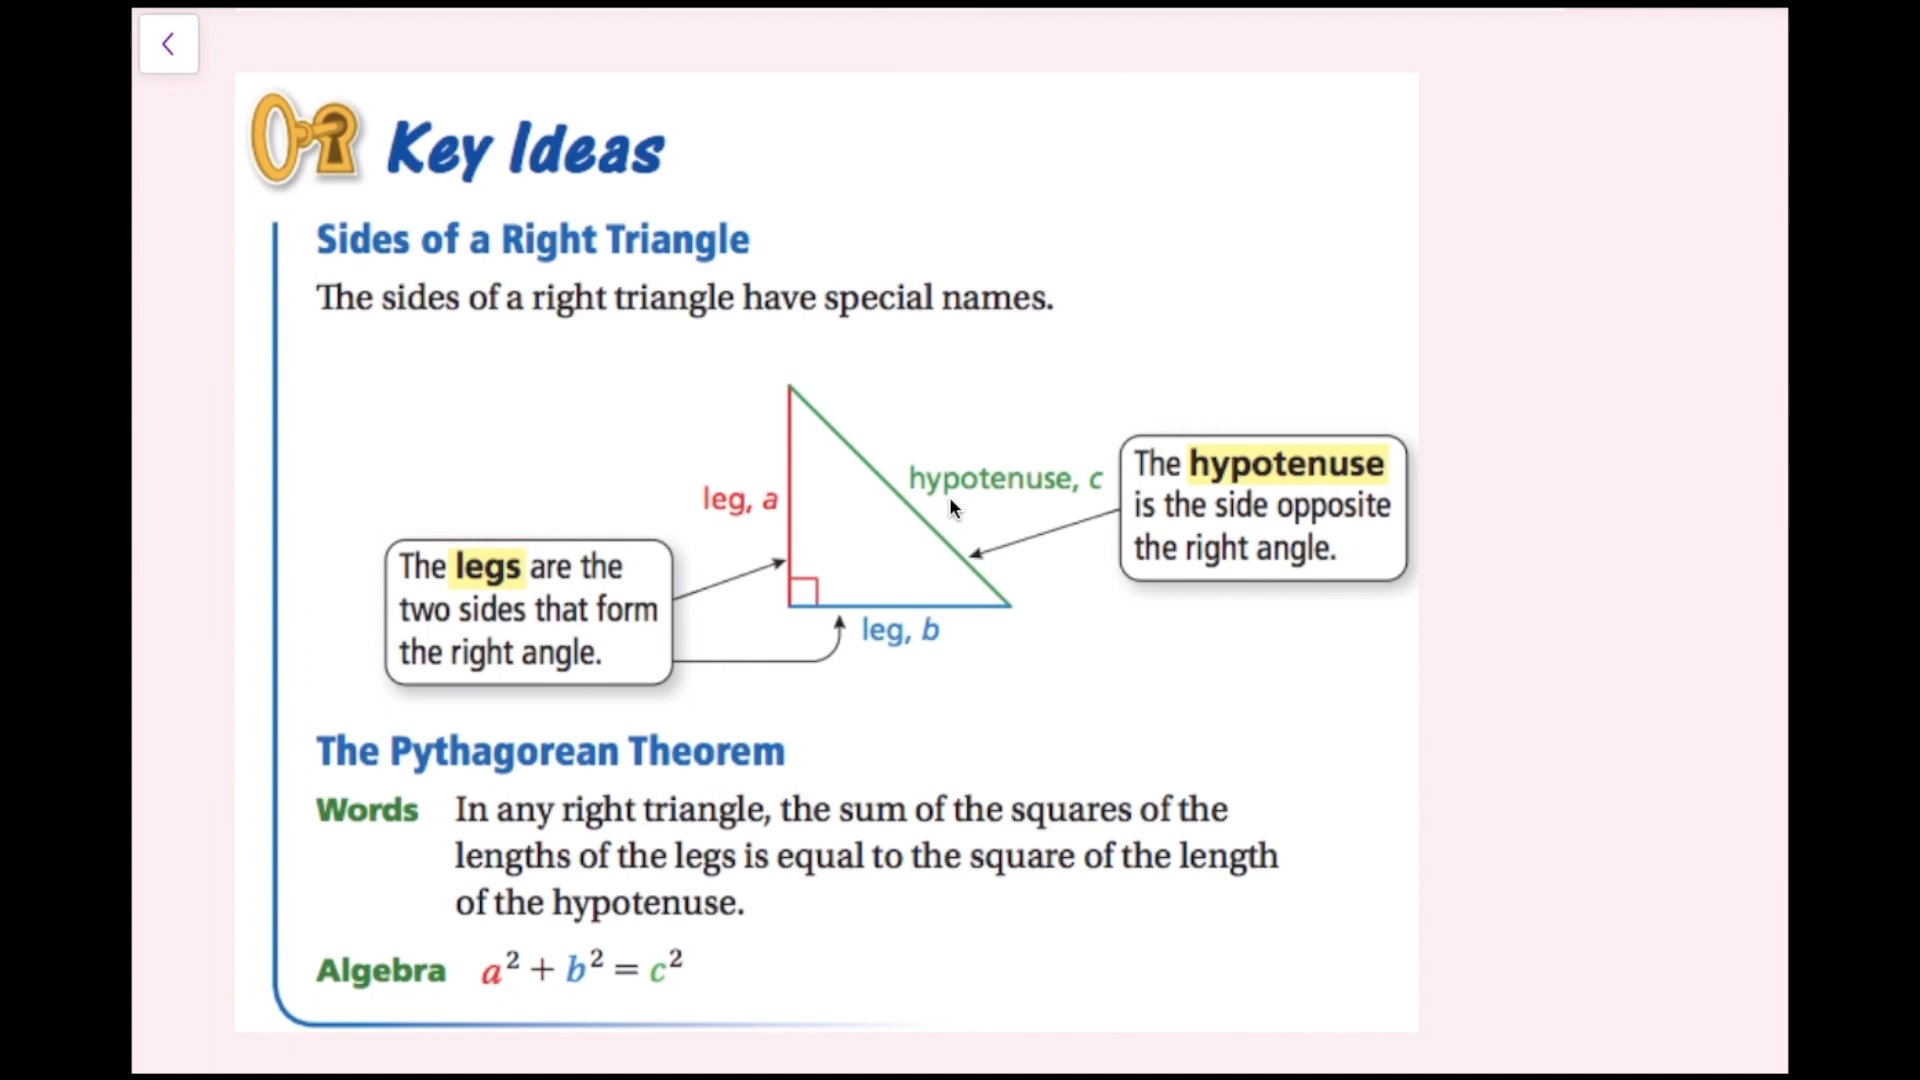 Key Ideas
Sides of a Right Triangle
The sides of a right triangle have special names.
leg, a
hypotenuse, c
The hypotenuse
is the side opposite
the right angle.
The legs are the
two sides that form
the right angle.
leg, b
The Pythagorean Theorem
Words In any right triangle, the sum of the squares of the
lengths of the legs is equal to the square of the length
of the hypotenuse.
Algebra a² + b² = c²